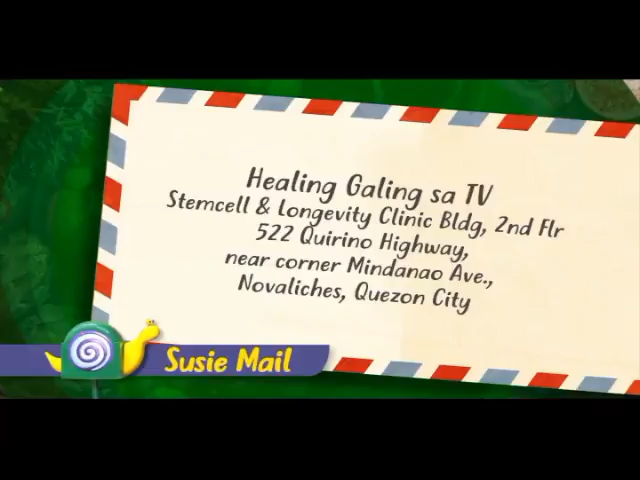 Healing Galing sa TV
Stemcell & Longevity Clinic Bldg, 2nd Flr
522 Quirino Highway,
near corner Mindanao Ave.,
Novaliches, Quezon City
Susie Mail